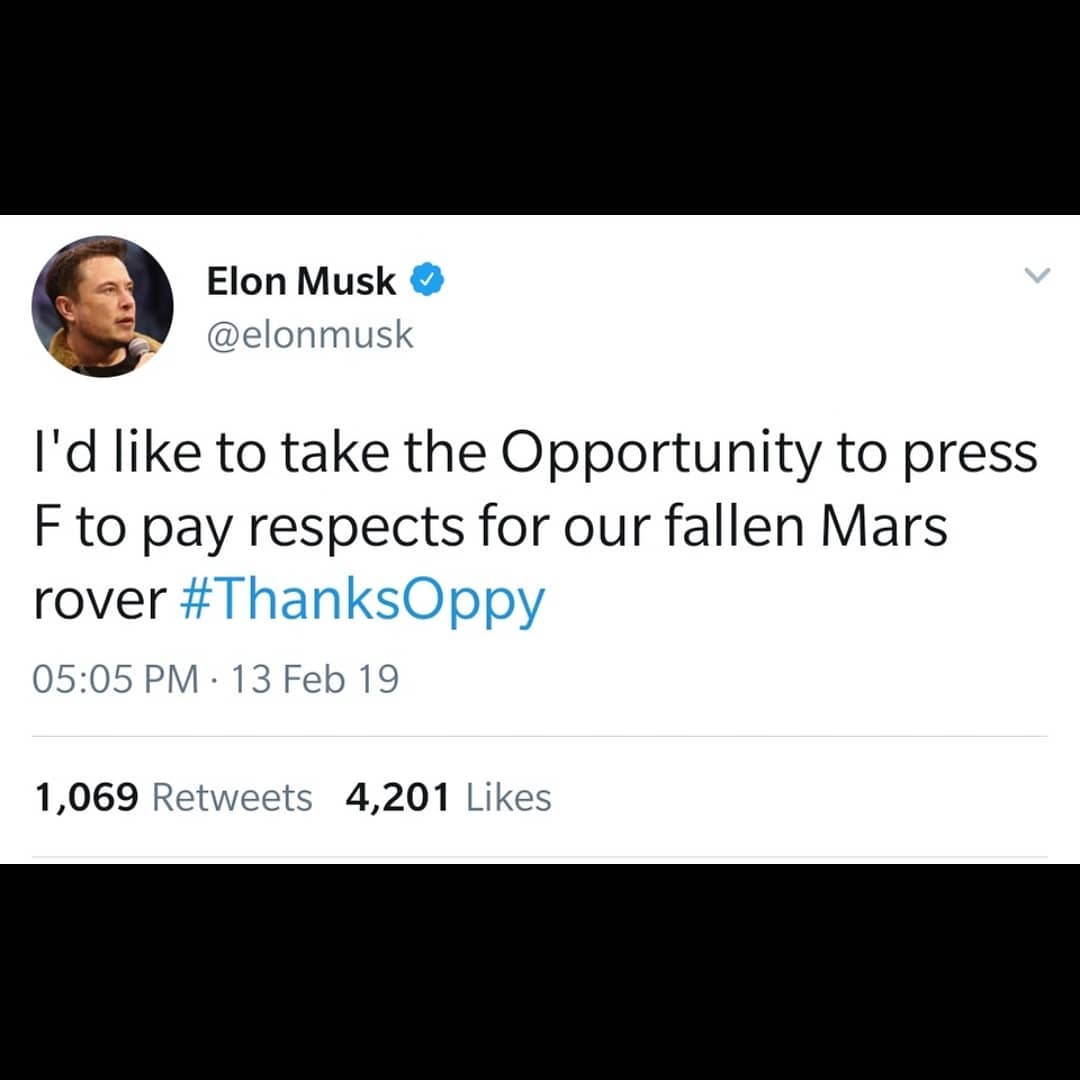 Elon Musk
@elonmusk
I'd like to take the Opportunity to press
F to pay respects for our fallen Mars
rover #ThanksOppy
05:05 PM · 13 Feb 19
1,069 Retweets 4,201 Likes